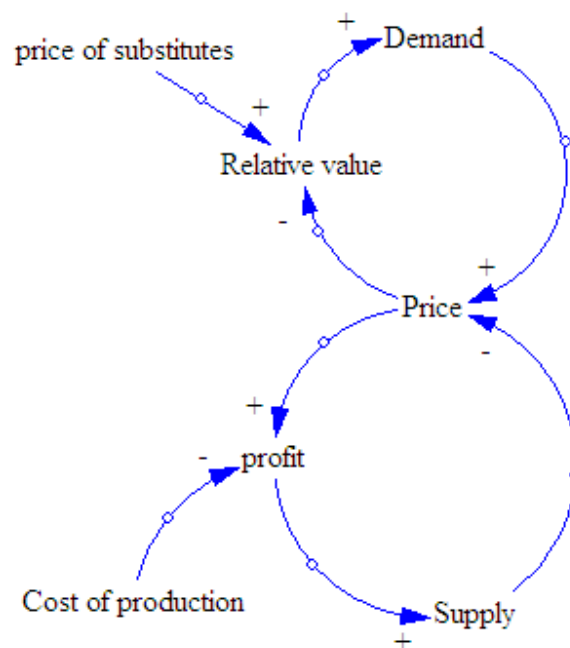 Demand
+
price of substitutes
+
Relative value
-
+
Price
-
+
-
profit
Cost of production
Supply
+